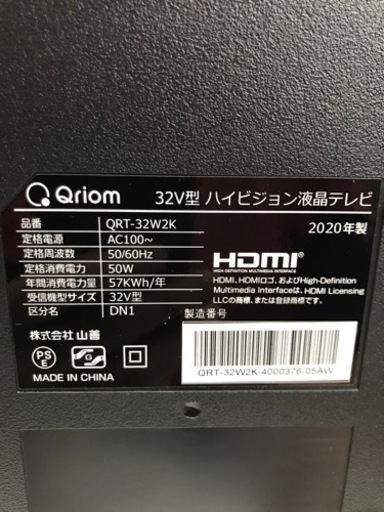 Qriom
32V型 ハイビジョン液晶テレビ
品番 QRT-32W2K
定格電源 AC100~
定格周波数 50/60Hz
定格消費電力 50W
年間消費電力量 57KWh/年
受信機型サイズ 32V型
区分名 DN1
2020年製
HDMI
HIGH-DEFINITION MULTIMEDIA INTERFACE
HDMI、HDMIロゴ、およびHigh-Definition
Multimedia Interfaceは、HDMI Licensing
LLCの商標、または登録商標です。
製造番号
QRT-32W2K-4000376-05AW
株式会社 山善
PS
E
MADE IN CHINA